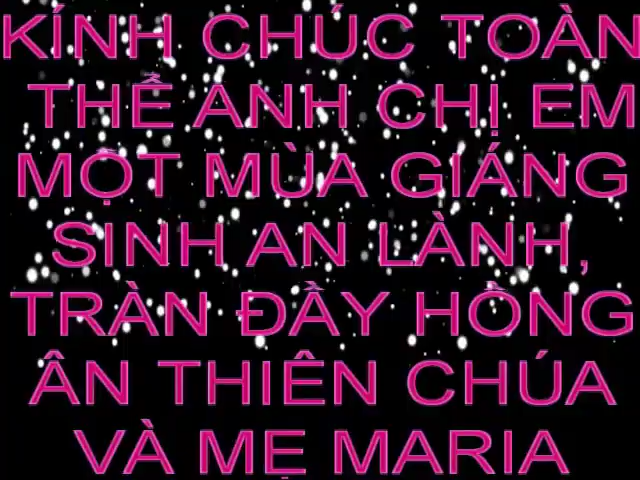 KÍNH CHÚC TOÀN
THỂ ANH CHỊ EM
MỘT MÙA GIÁNG
SINH AN LÀNH,
TRÀN ĐẦY HỒNG
ÂN THIÊN CHÚA
VÀ MẸ MARIA